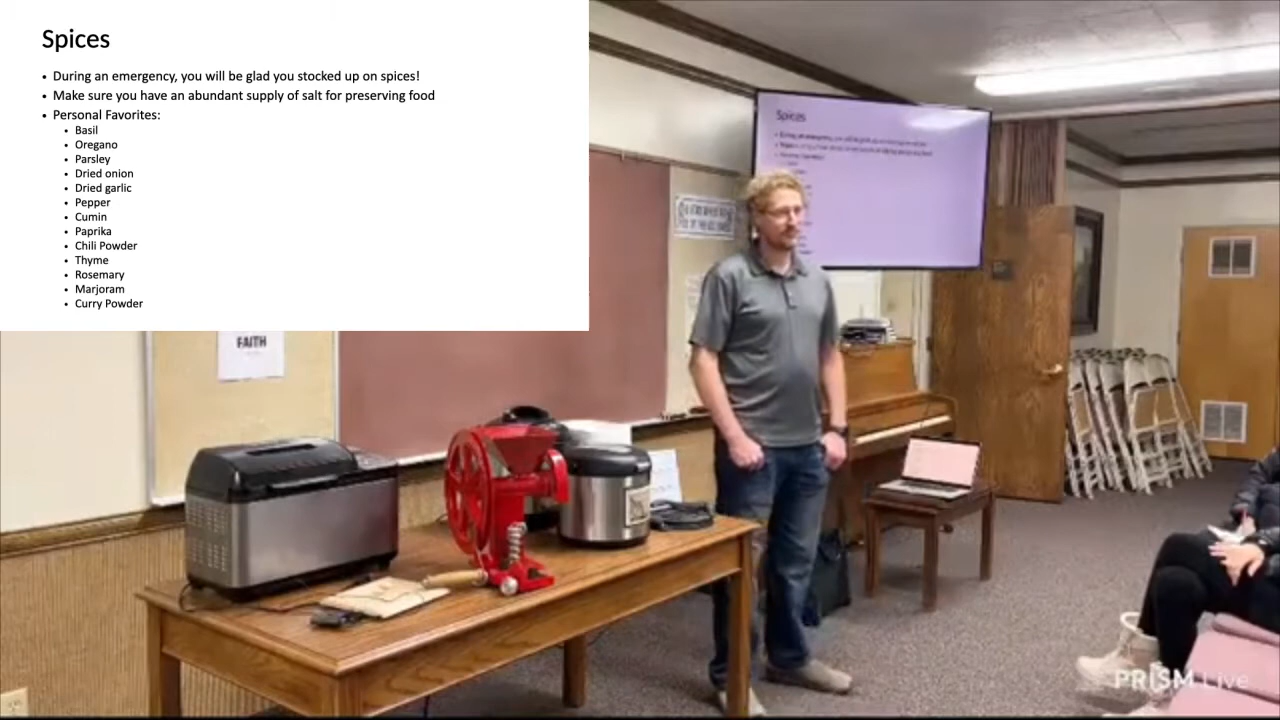 Spices
• During an emergency, you will be glad you stocked up on spices!
• Make sure you have an abundant supply of salt for preserving food
• Personal Favorites:
• Basil
• Oregano
• Parsley
• Dried onion
• Dried garlic
• Pepper
• Cumin
• Paprika
• Chili Powder
• Thyme
• Rosemary
• Marjoram
• Curry Powder
Spices
FAITH
PRISM Live